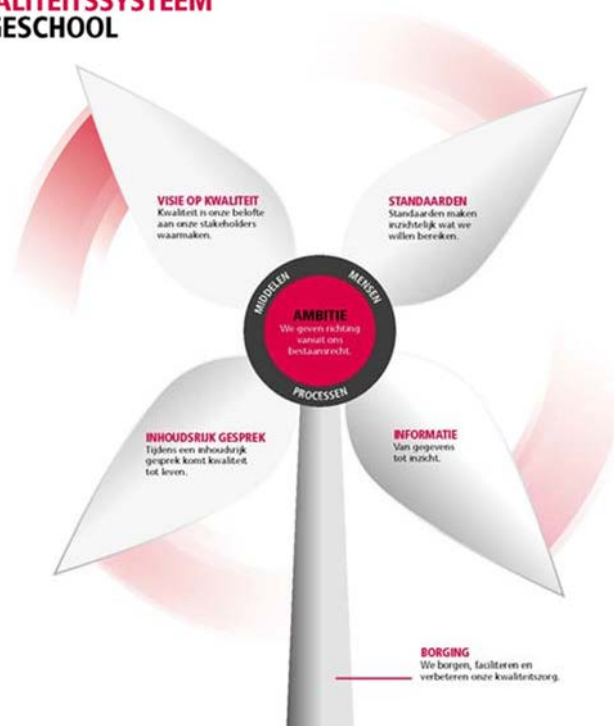 ALITEITSSYSTEEM
GESCHOOL
VISIE OP KWALITEIT
Kwaliteit is onze belofte
aan onze stakeholders
waarmaken.
STANDAARDEN
Standaarden maken
inzichtelijk wat we
willen bereiken.
MIDDELEN
MENSEN
AMBITIE
We geven richting
vanuit ons
bestaansrecht.
PROCESSEN
INHOUDSRIJK GESPREK
Tijdens een inhoudsrijk
gesprek komt kwaliteit
tot leven.
INFORMATIE
Van gegevens
tot inzicht.
BORGING
We borgen, faciliteren en
verbeteren onze kwaliteitszorg.